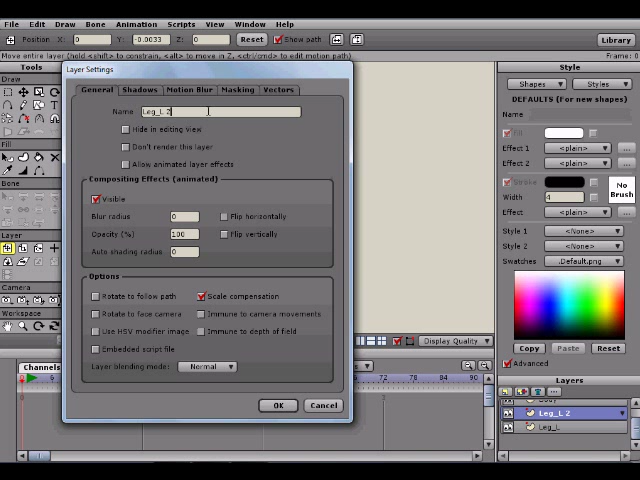 File Edit Draw Bone Animation Scripts View Window Help
Position X: 0 Y: -0.0033 Z: 0 Reset Show path Library
Move entire layer (hold <shift> to constrain, <alt> to move in Z, <ctrl/cmd> to edit motion path) Frame: 0
Tools
Draw
Fill
Bone
Layer
Camera
Workspace
Layer Settings
General Shadows Motion Blur Masking Vectors
Name Leg_L 2
Hide in editing view
Don't render this layer
Allow animated layer effects
Compositing Effects (animated)
Visible
Blur radius 0 Flip horizontally
Opacity (%) 100 Flip vertically
Auto shading radius 0
Options
Rotate to follow path Scale compensation
Rotate to face camera Immune to camera movements
Use HSV modifier image Immune to depth of field
Embedded script file
Layer blending mode: Normal
OK Cancel
Style
Shapes Styles
DEFAULTS (For new shapes)
Name
Fill
Effect 1 <plain> ...
Effect 2 <plain> ...
Stroke
Width 4
No Brush
Effect <plain> ...
Style 1 <None>
Style 2 <None>
Swatches .Default.png
Copy Paste Reset
Advanced
Display Quality
Channels
0 72 78 84 90
3
Layers
Body
Leg_L 2
Leg_L